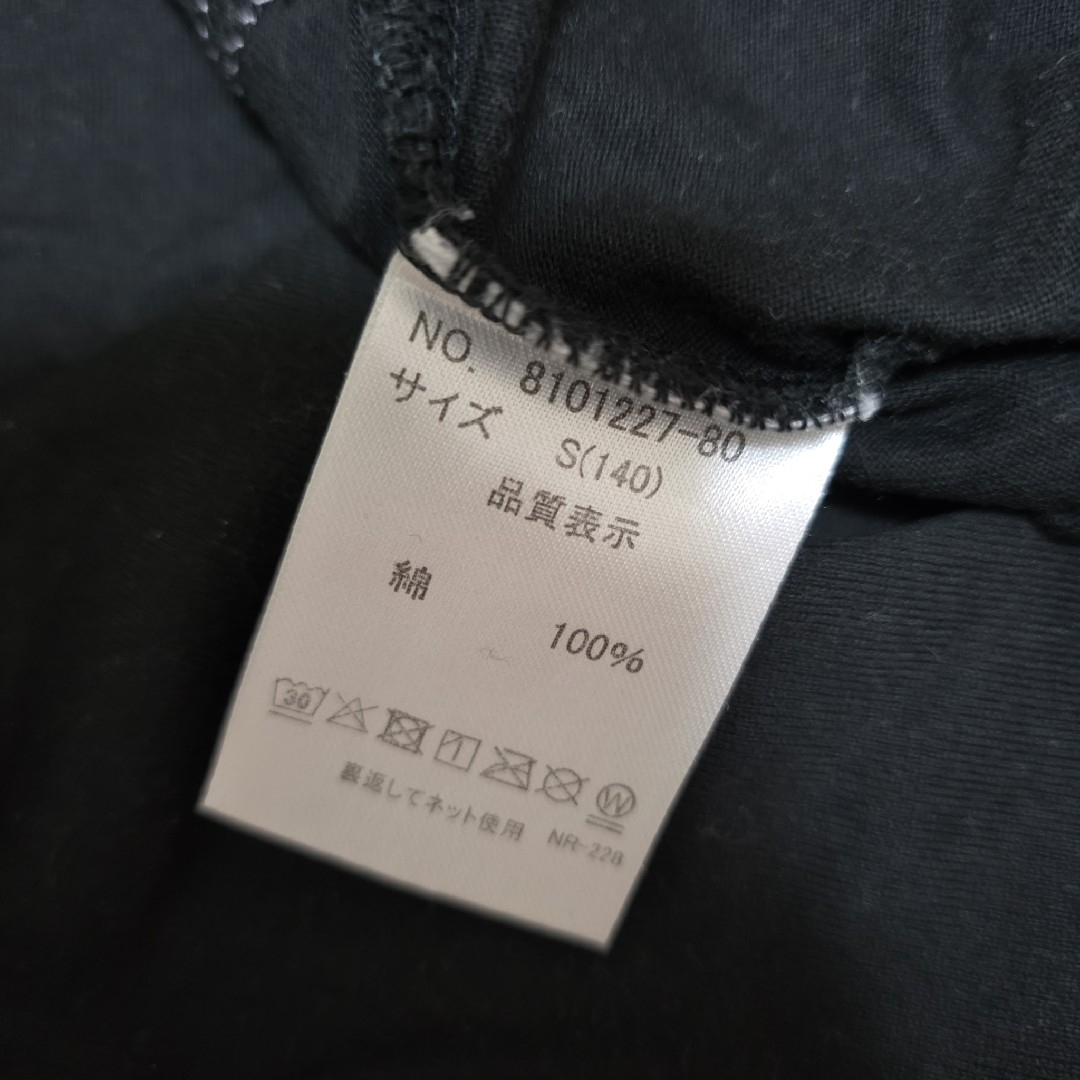 NO. 8101227-80
サイズ S(140)
品質表示
綿 100%
30 W
裏返してネット使用 NR-228